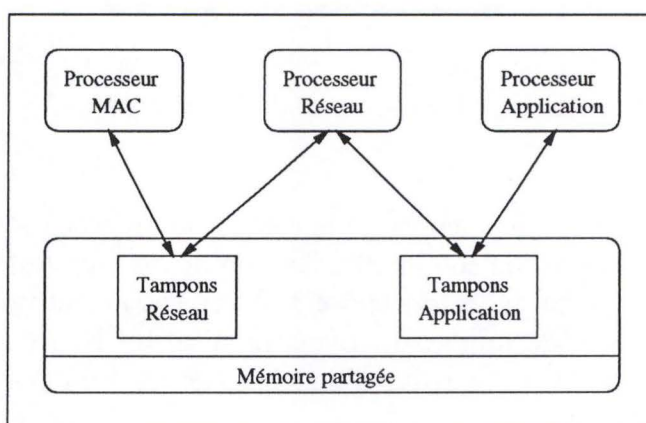 Processeur
MAC
Processeur
Réseau
Processeur
Application
Tampons
Réseau
Tampons
Application
Mémoire partagée